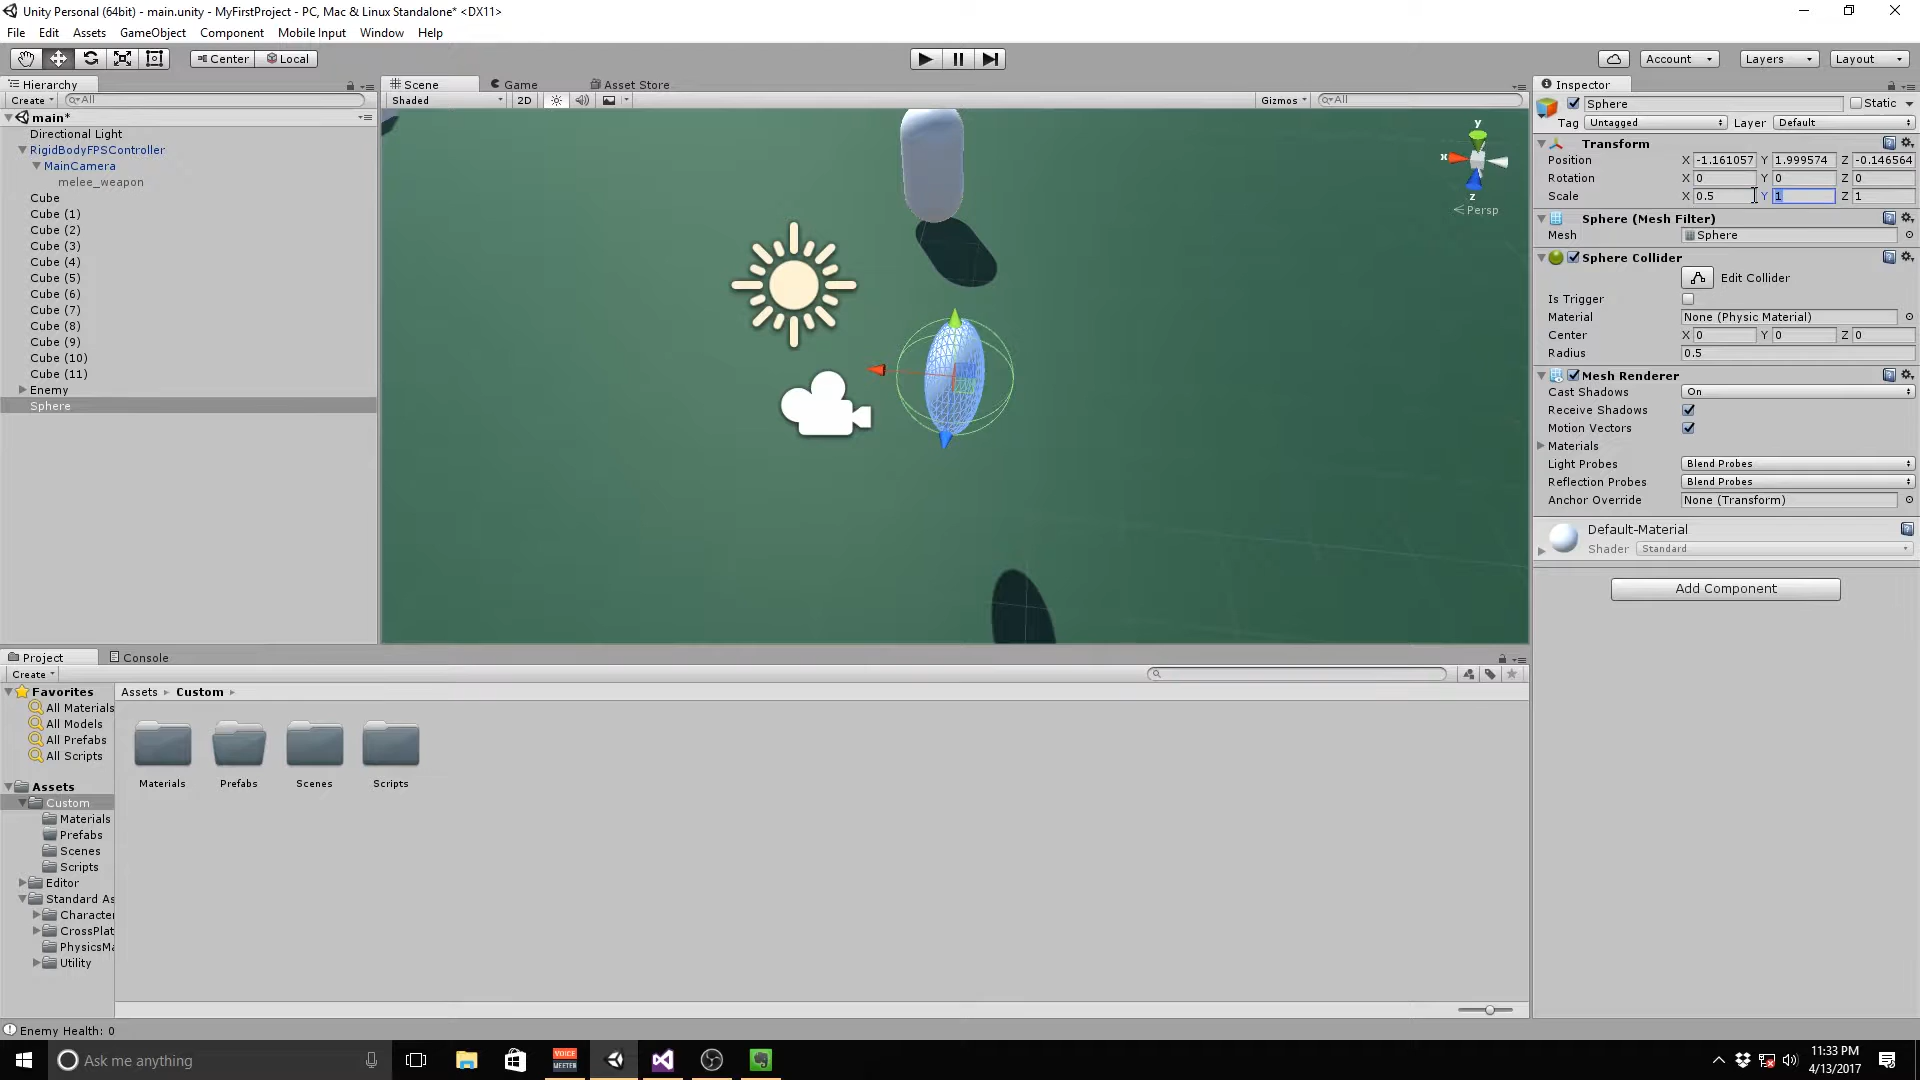 Unity Personal (64bit) - main.unity - MyFirstProject - PC, Mac & Linux Standalone* <DX11>
File Edit Assets GameObject Component Mobile Input Window Help
Center Local Account Layers Layout
Hierarchy
Create All
main*
Directional Light
RigidBodyFPSController
MainCamera
melee_weapon
Cube
Cube (1)
Cube (2)
Cube (3)
Cube (4)
Cube (5)
Cube (6)
Cube (7)
Cube (8)
Cube (9)
Cube (10)
Cube (11)
Enemy
Sphere
Scene Game Asset Store
Shaded 2D Gizmos All
y
x
z
Persp
Inspector
Sphere Static
Tag Untagged Layer Default
Transform
Position X -1.161057 Y 1.999574 Z -0.146564
Rotation X 0 Y 0 Z 0
Scale X 0.5 Y 1 Z 1
Sphere (Mesh Filter)
Mesh Sphere
Sphere Collider
Edit Collider
Is Trigger
Material None (Physic Material)
Center X 0 Y 0 Z 0
Radius 0.5
Mesh Renderer
Cast Shadows On
Receive Shadows
Motion Vectors
Materials
Light Probes Blend Probes
Reflection Probes Blend Probes
Anchor Override None (Transform)
Default-Material
Shader Standard
Add Component
Project Console
Create
Favorites
All Materials
All Models
All Prefabs
All Scripts
Assets
Custom
Materials
Prefabs
Scenes
Scripts
Editor
Standard As
Character
CrossPlat
PhysicsMa
Utility
Assets Custom
Materials Prefabs Scenes Scripts
Enemy Health: 0
Ask me anything
VOICE
MEETER
11:33 PM
4/13/2017